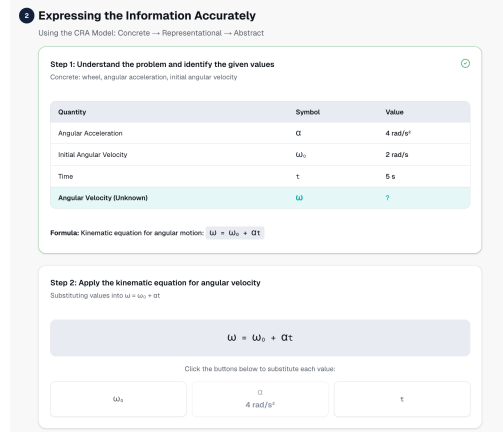 2 Expressing the Information Accurately
Using the CRA Model: Concrete → Representational → Abstract
Step 1: Understand the problem and identify the given values
Concrete: wheel, angular acceleration, initial angular velocity
Quantity Symbol Value
Angular Acceleration α 4 rad/s²
Initial Angular Velocity ω₀ 2 rad/s
Time t 5 s
Angular Velocity (Unknown) ω ?
Formula: Kinematic equation for angular motion: ω = ω₀ + αt
Step 2: Apply the kinematic equation for angular velocity
Substituting values into ω = ω₀ + αt
ω = ω₀ + αt
Click the buttons below to substitute each value:
ω₀ α t
4 rad/s²